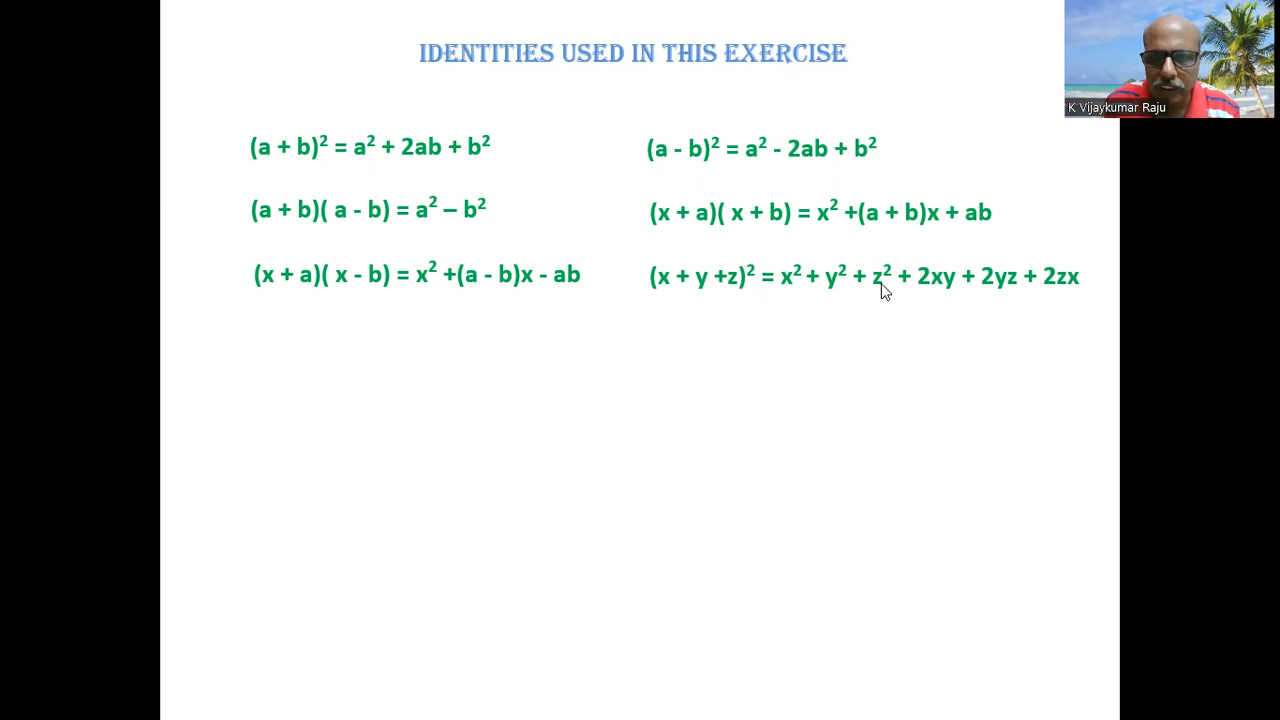 IDENTITIES USED IN THIS EXERCISE
K Vijaykumar Raju
(a + b)² = a² + 2ab + b²
(a - b)² = a² - 2ab + b²
(a + b)( a - b) = a² – b²
(x + a)( x + b) = x² +(a + b)x + ab
(x + a)( x - b) = x² +(a - b)x - ab
(x + y +z)² = x² + y² + z² + 2xy + 2yz + 2zx